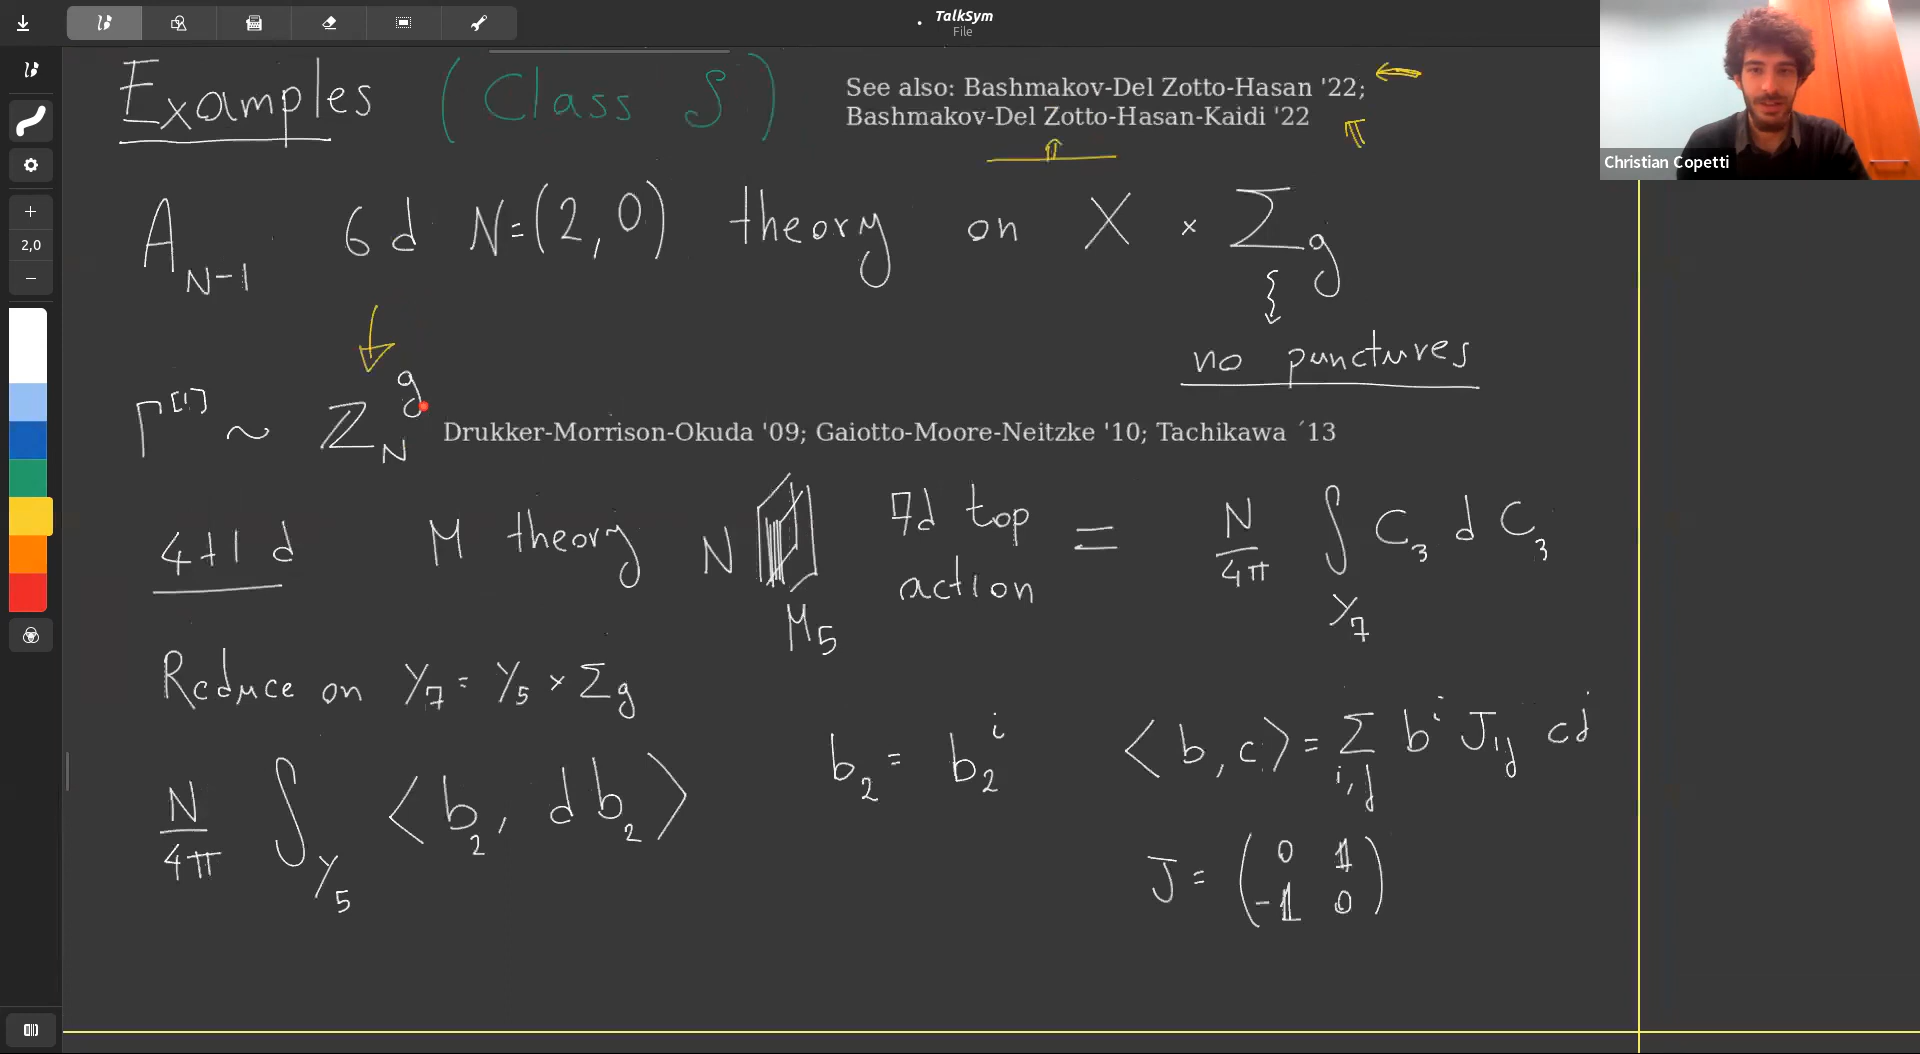 TalkSym
File
Christian Copetti
2,0
Examples (Class S)
See also: Bashmakov-Del Zotto-Hasan '22;
Bashmakov-Del Zotto-Hasan-Kaidi '22
A_{N-1} 6d N=(2,0) theory on X × Σ_g
no punctures
Γ^{[1]} ~ ℤ_N^g Drukker-Morrison-Okuda '09; Gaiotto-Moore-Neitzke '10; Tachikawa ´13
4+1 d M theory N M5 7d top action = N/4π ∫_{Y_7} C_3 d C_3
Reduce on Y_7 = Y_5 × Σ_g
N/4π ∫_{Y_5} <b_2, d b_2> b_2 = b_2^i <b, c> = Σ_{i,j} b^i J_{ij} c^j
J = (0 1
-1 0)